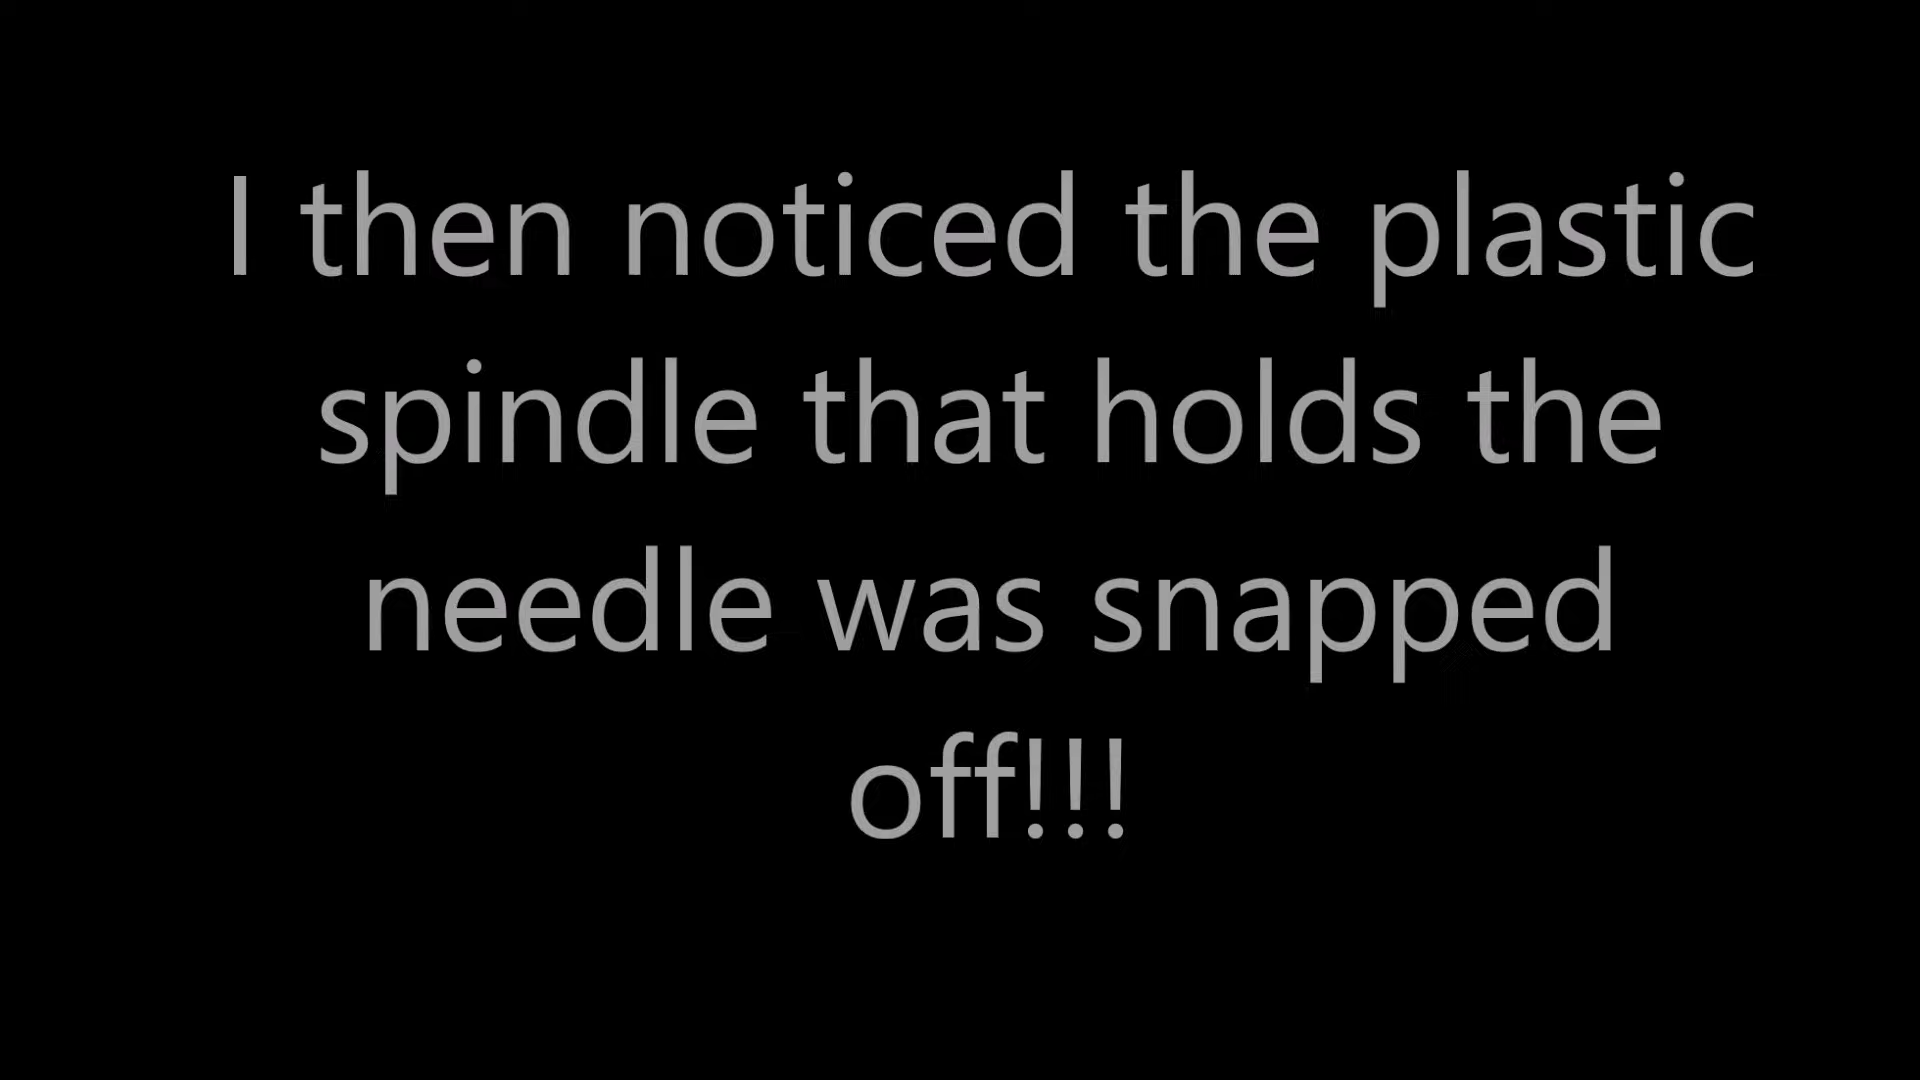 I then noticed the plastic
spindle that holds the
needle was snapped
off!!!